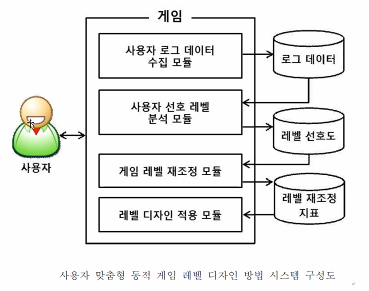 게임
사용자 로그 데이터
수집 모듈
로그 데이터
사용자 선호 레벨
분석 모듈
레벨 선호도
사용자
게임 레벨 재조정 모듈
레벨 재조정
지표
레벨 디자인 적용 모듈
사용자 맞춤형 동적 게임 레벨 디자인 방법 시스템 구성도